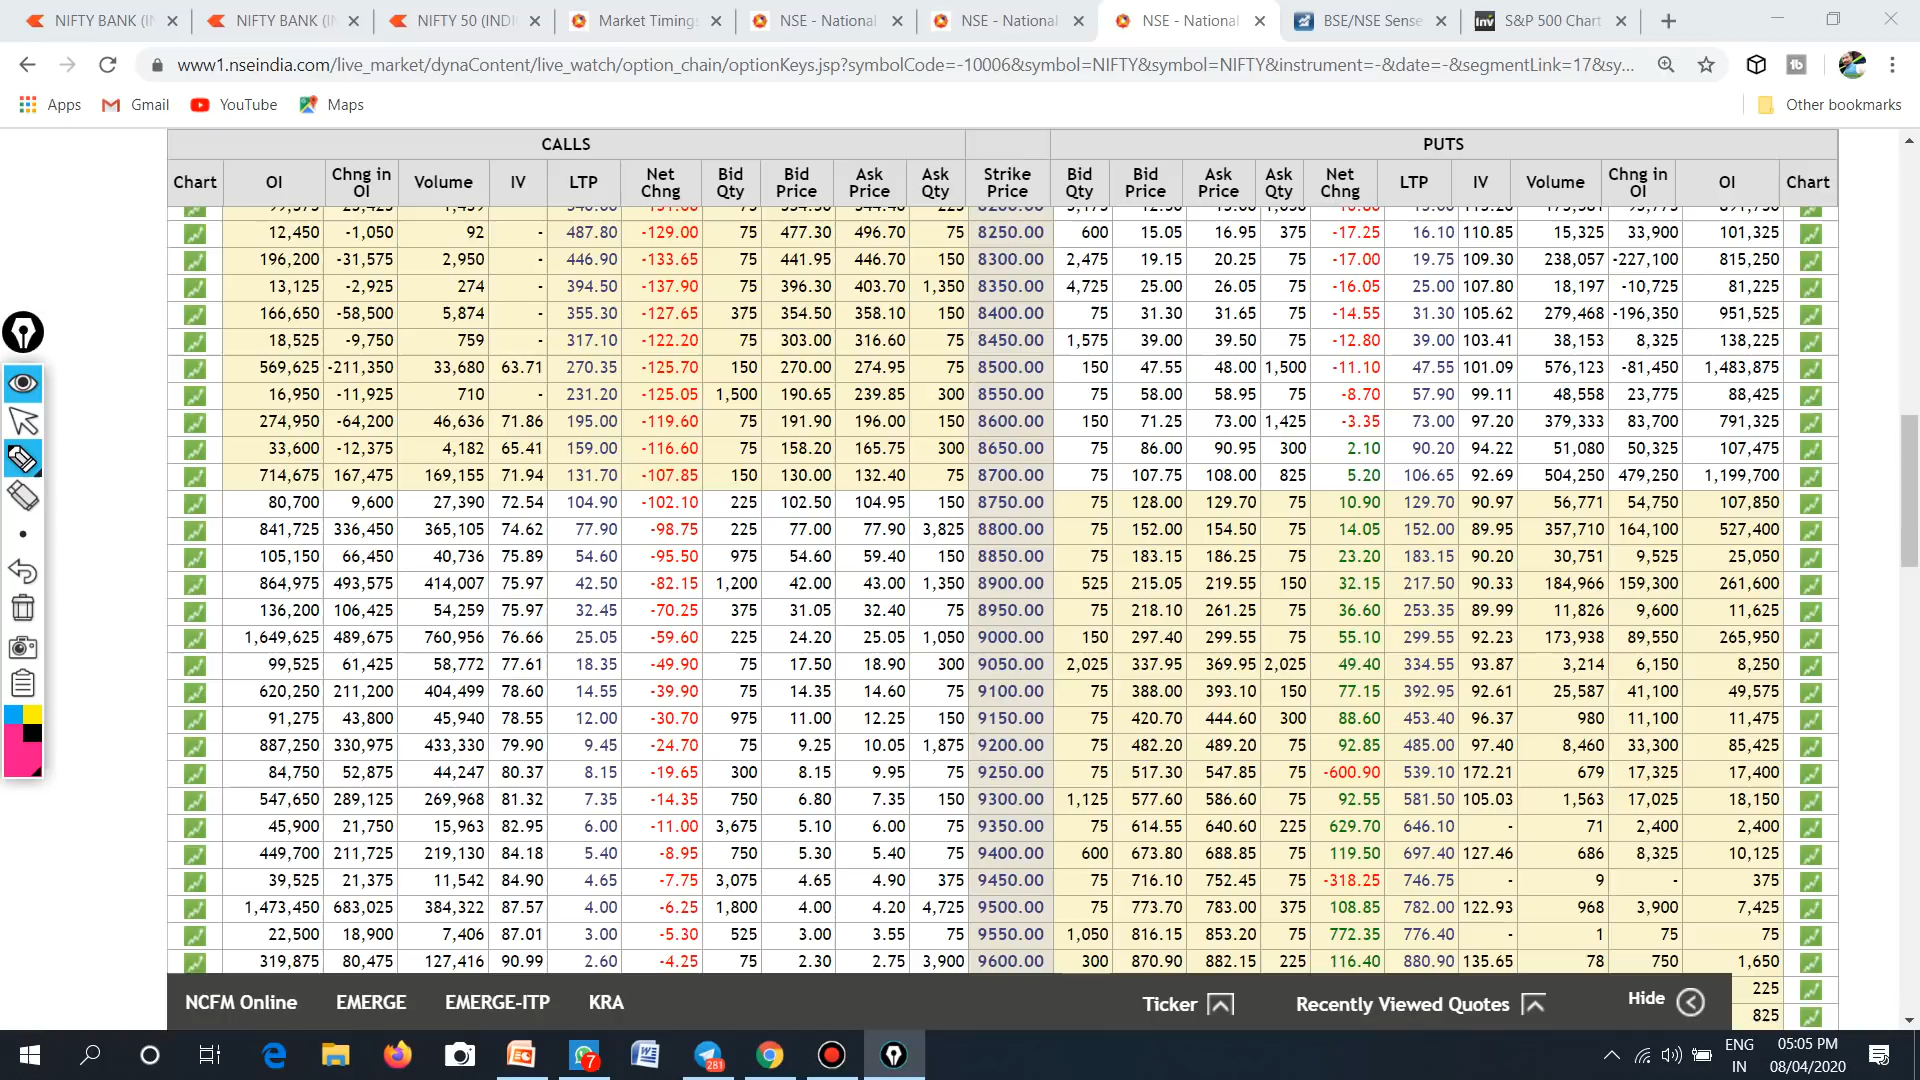 NIFTY BANK (IN
NIFTY BANK (IN
NIFTY 50 (INDI
Market Timings
NSE - National
NSE - National
NSE - National
BSE/NSE Sense
S&P 500 Chart
www1.nseindia.com/live_market/dynaContent/live_watch/option_chain/optionKeys.jsp?symbolCode=-10006&symbol=NIFTY&symbol=NIFTY&instrument=-&date=-&segmentLink=17&sy...
Apps Gmail YouTube Maps Other bookmarks
CALLS PUTS
Chart OI Chng in OI Volume IV LTP Net Chng Bid Qty Bid Price Ask Price Ask Qty Strike Price Bid Qty Bid Price Ask Price Ask Qty Net Chng LTP IV Volume Chng in OI OI Chart
12,450 -1,050 92 - 487.80 -129.00 75 477.30 496.70 75 8250.00 600 15.05 16.95 375 -17.25 16.10 110.85 15,325 33,900 101,325
196,200 -31,575 2,950 - 446.90 -133.65 75 441.95 446.70 150 8300.00 2,475 19.15 20.25 75 -17.00 19.75 109.30 238,057 -227,100 815,250
13,125 -2,925 274 - 394.50 -137.90 75 396.30 403.70 1,350 8350.00 4,725 25.00 26.05 75 -16.05 25.00 107.80 18,197 -10,725 81,225
166,650 -58,500 5,874 - 355.30 -127.65 375 354.50 358.10 150 8400.00 75 31.30 31.65 75 -14.55 31.30 105.62 279,468 -196,350 951,525
18,525 -9,750 759 - 317.10 -122.20 75 303.00 316.60 75 8450.00 1,575 39.00 39.50 75 -12.80 39.00 103.41 38,153 8,325 138,225
569,625 -211,350 33,680 63.71 270.35 -125.70 150 270.00 274.95 75 8500.00 150 47.55 48.00 1,500 -11.10 47.55 101.09 576,123 -81,450 1,483,875
16,950 -11,925 710 - 231.20 -125.05 1,500 190.65 239.85 300 8550.00 75 58.00 58.95 75 -8.70 57.90 99.11 48,558 23,775 88,425
274,950 -64,200 46,636 71.86 195.00 -119.60 75 191.90 196.00 150 8600.00 150 71.25 73.00 1,425 -3.35 73.00 97.20 379,333 83,700 791,325
33,600 -12,375 4,182 65.41 159.00 -116.60 75 158.20 165.75 300 8650.00 75 86.00 90.95 300 2.10 90.20 94.22 51,080 50,325 107,475
714,675 167,475 169,155 71.94 131.70 -107.85 150 130.00 132.40 75 8700.00 75 107.75 108.00 825 5.20 106.65 92.69 504,250 479,250 1,199,700
80,700 9,600 27,390 72.54 104.90 -102.10 225 102.50 104.95 150 8750.00 75 128.00 129.70 75 10.90 129.70 90.97 56,771 54,750 107,850
841,725 336,450 365,105 74.62 77.90 -98.75 225 77.00 77.90 3,825 8800.00 75 152.00 154.50 75 14.05 152.00 89.95 357,710 164,100 527,400
105,150 66,450 40,736 75.89 54.60 -95.50 975 54.60 59.40 150 8850.00 75 183.15 186.25 75 23.20 183.15 90.20 30,751 9,525 25,050
864,975 493,575 414,007 75.97 42.50 -82.15 1,200 42.00 43.00 1,350 8900.00 525 215.05 219.55 150 32.15 217.50 90.33 184,966 159,300 261,600
136,200 106,425 54,259 75.97 32.45 -70.25 375 31.05 32.40 75 8950.00 75 218.10 261.25 75 36.60 253.35 89.99 11,826 9,600 11,625
1,649,625 489,675 760,956 76.66 25.05 -59.60 225 24.20 25.05 1,050 9000.00 150 297.40 299.55 75 55.10 299.55 92.23 173,938 89,550 265,950
99,525 61,425 58,772 77.61 18.35 -49.90 75 17.50 18.90 300 9050.00 2,025 337.95 369.95 2,025 49.40 334.55 93.87 3,214 6,150 8,250
620,250 211,200 404,499 78.60 14.55 -39.90 75 14.35 14.60 75 9100.00 75 388.00 393.10 150 77.15 392.95 92.61 25,587 41,100 49,575
91,275 43,800 45,940 78.55 12.00 -30.70 975 11.00 12.25 150 9150.00 75 420.70 444.60 300 88.60 453.40 96.37 980 11,100 11,475
887,250 330,975 433,330 79.90 9.45 -24.70 75 9.25 10.05 1,875 9200.00 75 482.20 489.20 75 92.85 485.00 97.40 8,460 33,300 85,425
84,750 52,875 44,247 80.37 8.15 -19.65 300 8.15 9.95 75 9250.00 75 517.30 547.85 75 -600.90 539.10 172.21 679 17,325 17,400
547,650 289,125 269,968 81.32 7.35 -14.35 750 6.80 7.35 150 9300.00 1,125 577.60 586.60 75 92.55 581.50 105.03 1,563 17,025 18,150
45,900 21,750 15,963 82.95 6.00 -11.00 3,675 5.10 6.00 75 9350.00 75 614.55 640.60 225 629.70 646.10 - 71 2,400 2,400
449,700 211,725 219,130 84.18 5.40 -8.95 750 5.30 5.40 75 9400.00 600 673.80 688.85 75 119.50 697.40 127.46 686 8,325 10,125
39,525 21,375 11,542 84.90 4.65 -7.75 3,075 4.65 4.90 375 9450.00 75 716.10 752.45 75 -318.25 746.75 - 9 - 375
1,473,450 683,025 384,322 87.57 4.00 -6.25 1,800 4.00 4.20 4,725 9500.00 75 773.70 783.00 375 108.85 782.00 122.93 968 3,900 7,425
22,500 18,900 7,406 87.01 3.00 -5.30 525 3.00 3.55 75 9550.00 1,050 816.15 853.20 75 772.35 776.40 - 1 75 75
319,875 80,475 127,416 90.99 2.60 -4.25 75 2.30 2.75 3,900 9600.00 300 870.90 882.15 225 116.40 880.90 135.65 78 750 1,650
225
825
NCFM Online EMERGE EMERGE-ITP KRA Ticker Recently Viewed Quotes Hide
7
281
ENG
IN
05:05 PM
08/04/2020